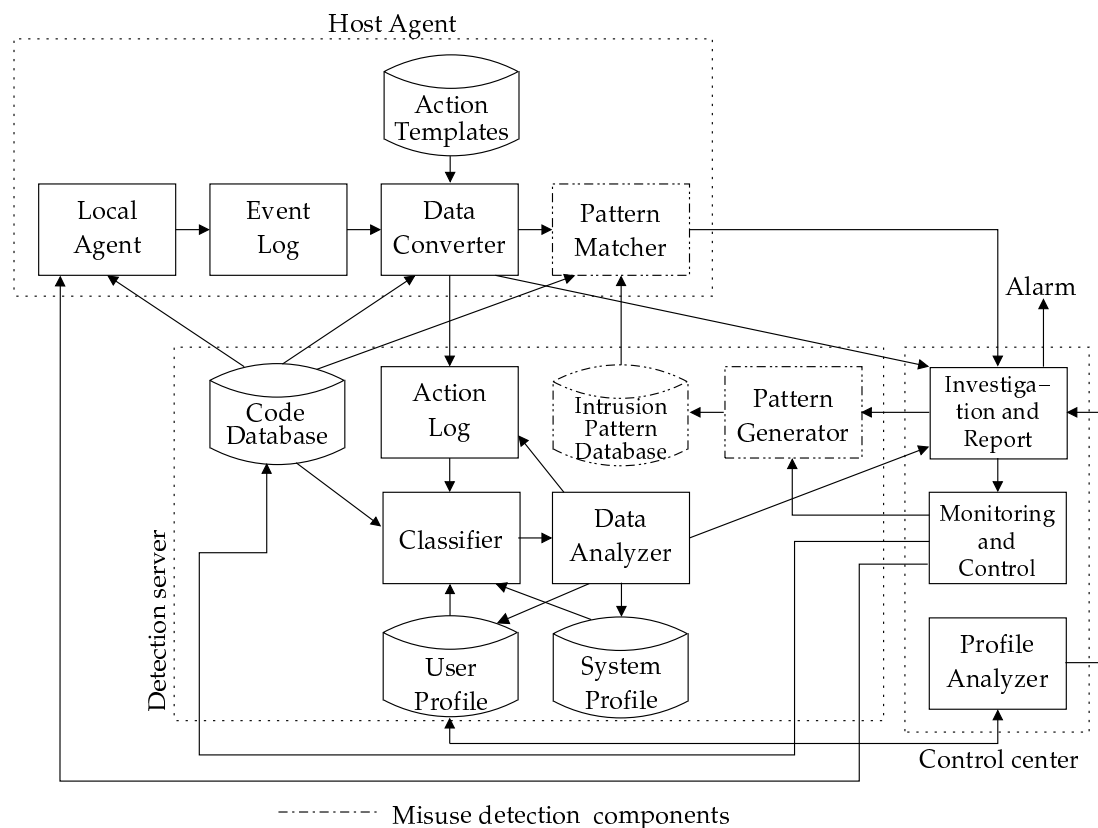 Host Agent
Action
Templates
Local
Agent
Event
Log
Data
Converter
Pattern
Matcher
Alarm
Code
Database
Action
Log
Intrusion
Pattern
Database
Pattern
Generator
Investiga–
tion and
Report
Classifier
Data
Analyzer
Monitoring
and
Control
Detection server
User
Profile
System
Profile
Profile
Analyzer
Control center
Misuse detection components